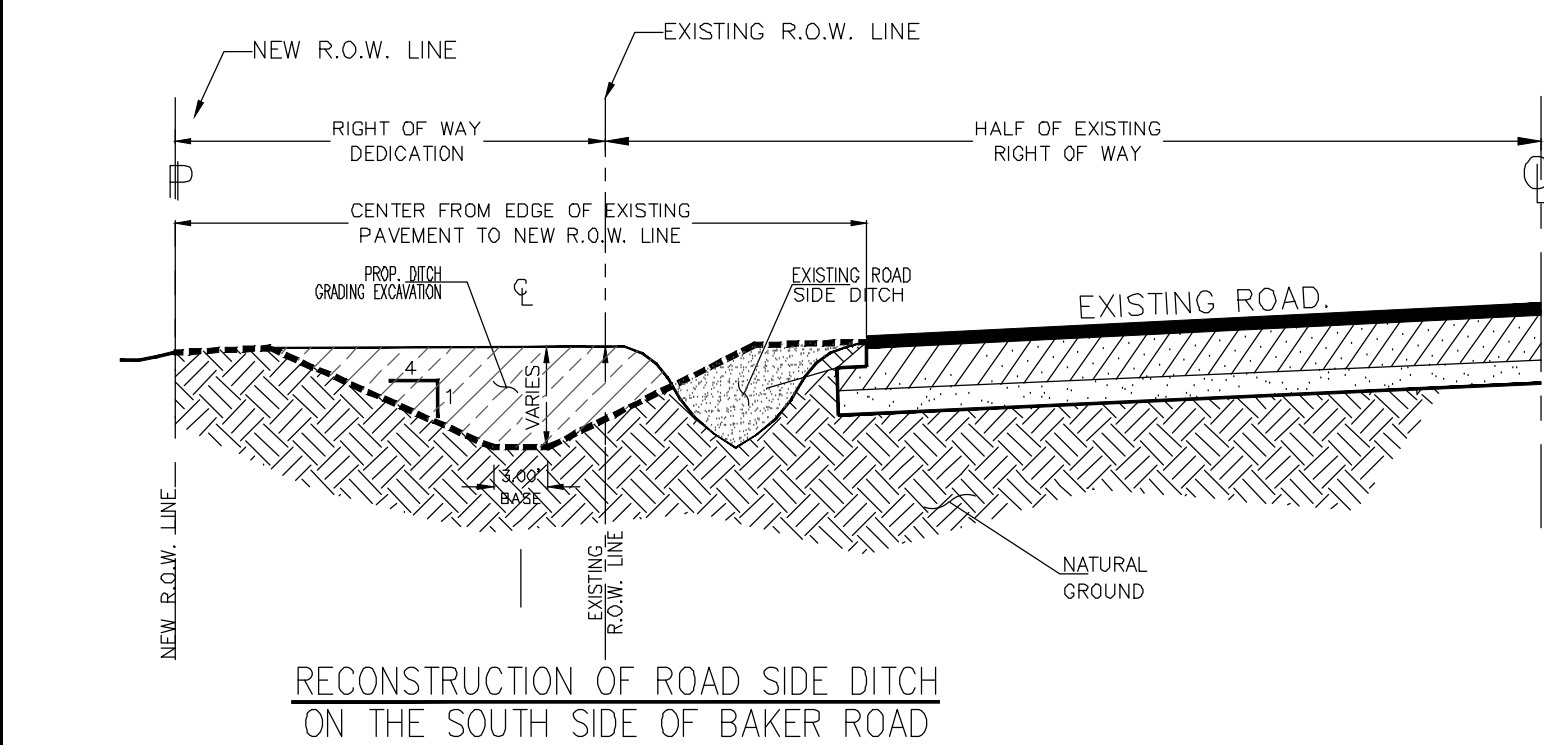 EXISTING R.O.W. LINE
NEW R.O.W. LINE
RIGHT OF WAY
DEDICATION
HALF OF EXISTING
RIGHT OF WAY
CENTER FROM EDGE OF EXISTING
PAVEMENT TO NEW R.O.W. LINE
PROP. DITCH
GRADING EXCAVATION
EXISTING ROAD
SIDE DITCH
EXISTING ROAD.
4
1
VARIES
3.00'
BASE
NEW R.O.W. LINE
EXISTING
R.O.W. LINE
NATURAL
GROUND
RECONSTRUCTION OF ROAD SIDE DITCH
ON THE SOUTH SIDE OF BAKER ROAD